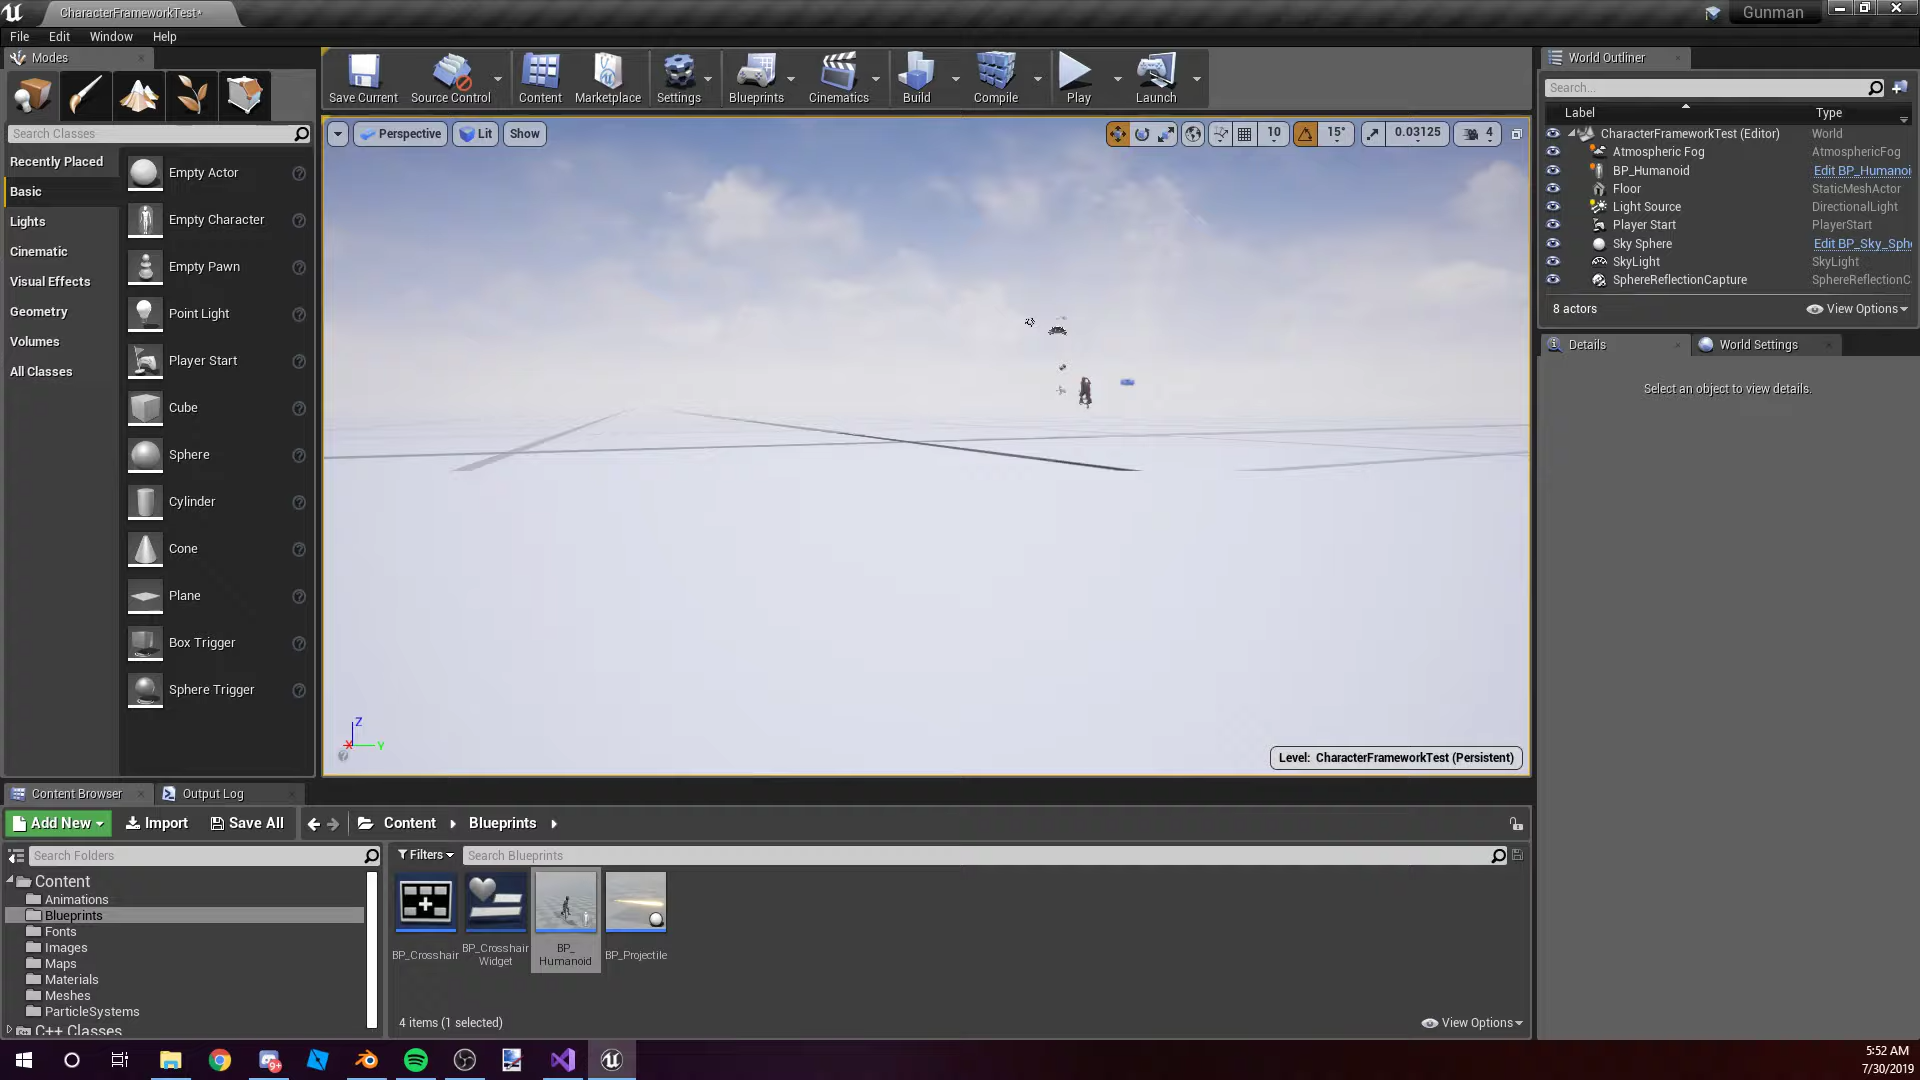 CharacterFrameworkTest*
Gunman
File Edit Window Help
Modes
Search Classes
Recently Placed
Basic
Lights
Cinematic
Visual Effects
Geometry
Volumes
All Classes
Empty Actor
Empty Character
Empty Pawn
Point Light
Player Start
Cube
Sphere
Cylinder
Cone
Plane
Box Trigger
Sphere Trigger
Save Current Source Control Content Marketplace Settings Blueprints Cinematics Build Compile Play Launch
Perspective Lit Show
10 15° 0.03125 4
Level: CharacterFrameworkTest (Persistent)
Z
X Y
World Outliner
Search...
Label Type
CharacterFrameworkTest (Editor) World
Atmospheric Fog AtmosphericFog
BP_Humanoid Edit BP_Humanoi
Floor StaticMeshActor
Light Source DirectionalLight
Player Start PlayerStart
Sky Sphere Edit BP_Sky_Sph
SkyLight SkyLight
SphereReflectionCapture SphereReflectionC
8 actors View Options
Details World Settings
Select an object to view details.
Content Browser Output Log
Add New Import Save All Content Blueprints
Search Folders
Filters Search Blueprints
Content
Animations
Blueprints
Fonts
Images
Maps
Materials
Meshes
ParticleSystems
C++ Classes
BP_Crosshair
BP_Crosshair
Widget
BP_
Humanoid
BP_Projectile
4 items (1 selected) View Options
9+
5:52 AM
7/30/2019